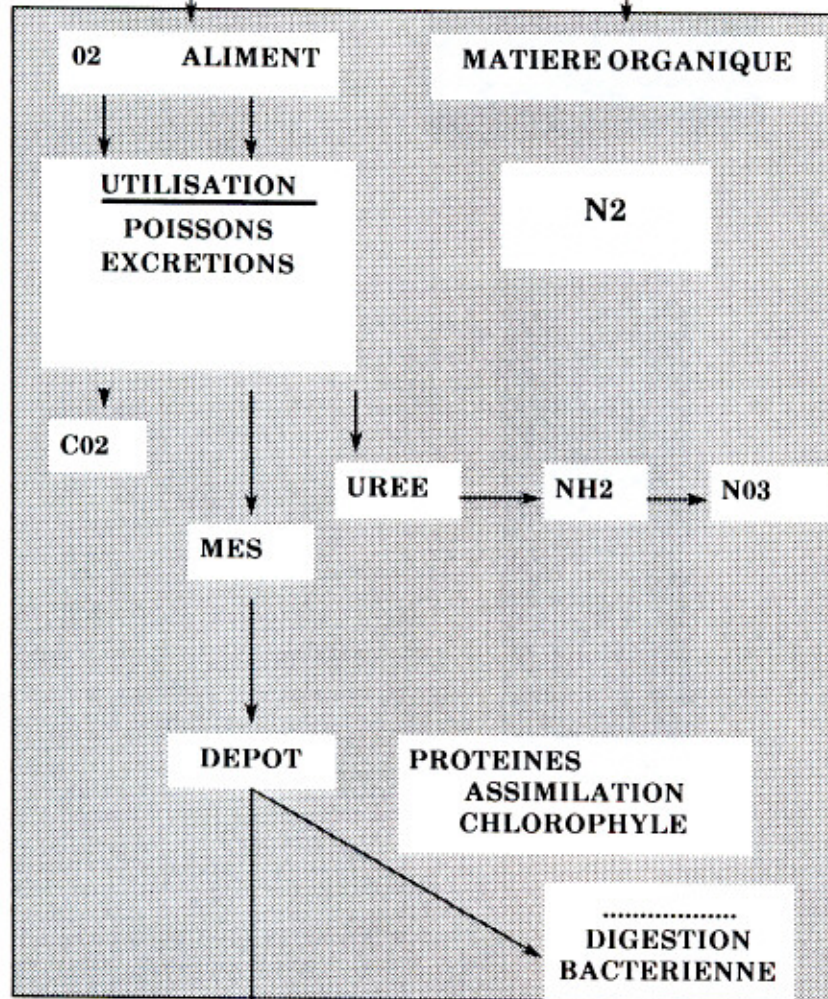 02 ALIMENT
MATIERE ORGANIQUE
UTILISATION
POISSONS
EXCRETIONS
N2
C02
UREE
NH2
N03
MES
DEPOT
PROTEINES
ASSIMILATION
CHLOROPHYLE
DIGESTION
BACTERIENNE